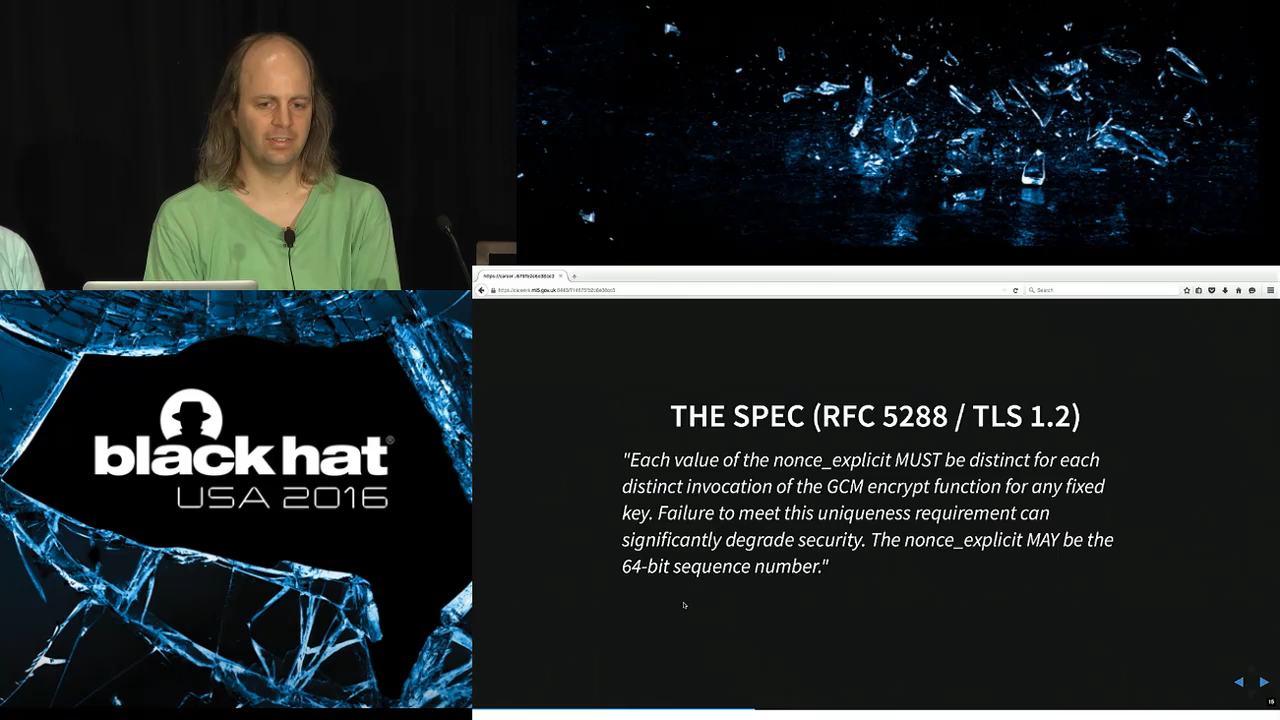 black hat®
USA 2016
Search
THE SPEC (RFC 5288 / TLS 1.2)
"Each value of the nonce_explicit MUST be distinct for each
distinct invocation of the GCM encrypt function for any fixed
key. Failure to meet this uniqueness requirement can
significantly degrade security. The nonce_explicit MAY be the
64-bit sequence number."